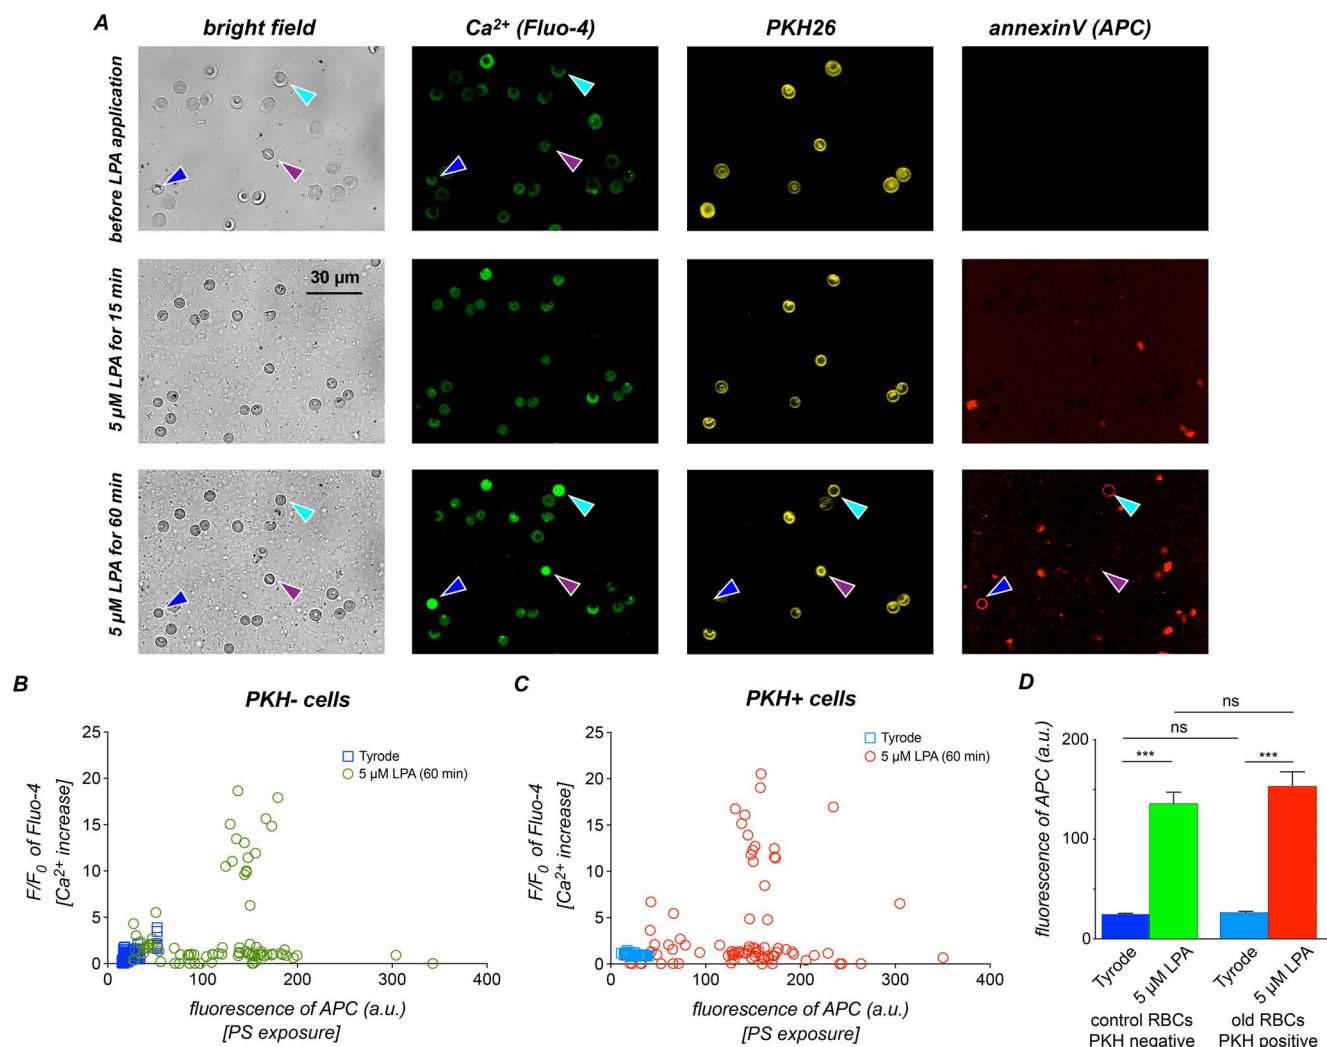 A
bright field
Ca²⁺ (Fluo-4)
PKH26
annexinV (APC)
before LPA application
5 µM LPA for 15 min
30 µm
5 µM LPA for 60 min
B
PKH- cells
25
20
15
10
5
0
0
100
200
300
400
F/F₀ of Fluo-4
[Ca²⁺ increase]
Tyrode
5 µM LPA (60 min)
fluorescence of APC (a.u.)
[PS exposure]
C
PKH+ cells
25
20
15
10
5
0
0
100
200
300
400
F/F₀ of Fluo-4
[Ca²⁺ increase]
Tyrode
5 µM LPA (60 min)
fluorescence of APC (a.u.)
[PS exposure]
D
fluorescence of APC (a.u.)
200
100
0
ns
ns
***
***
Tyrode
5 µM LPA
Tyrode
5 µM LPA
control RBCs
PKH negative
old RBCs
PKH positive